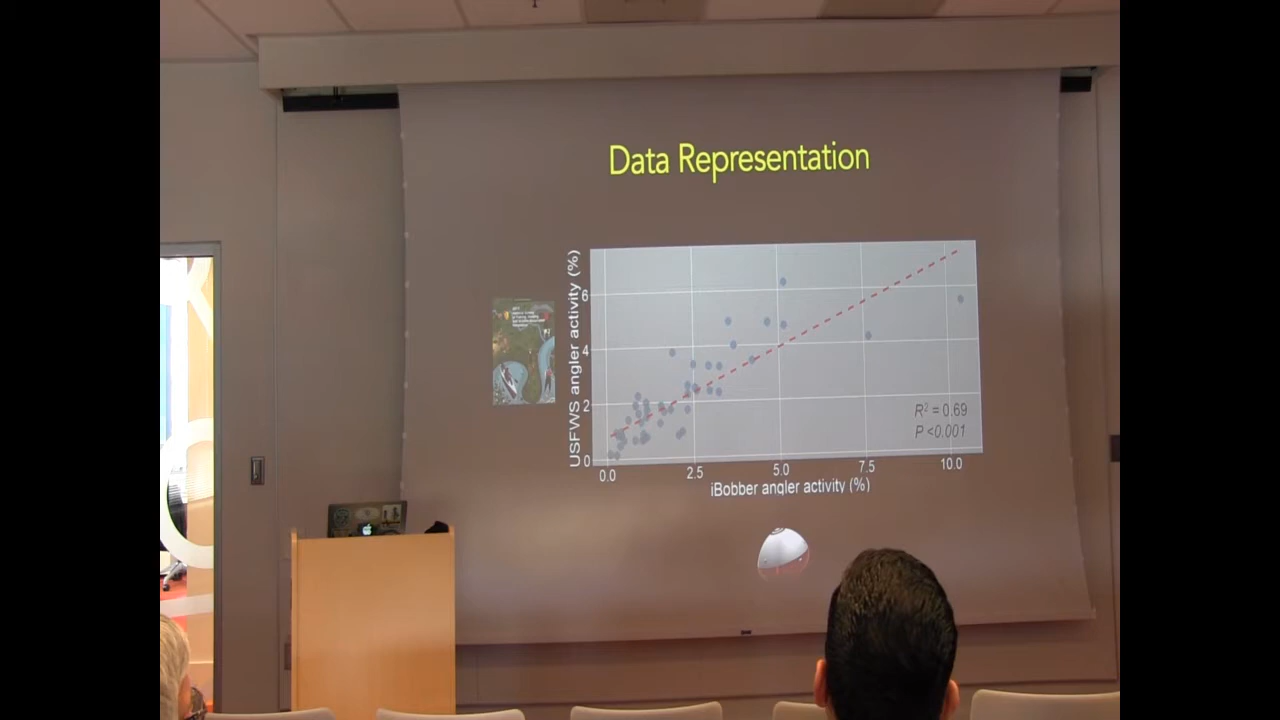 Data Representation
USFWS angler activity (%)
6
4
2
0
R² = 0.69
P <0.001
0.0 2.5 5.0 7.5 10.0
iBobber angler activity (%)